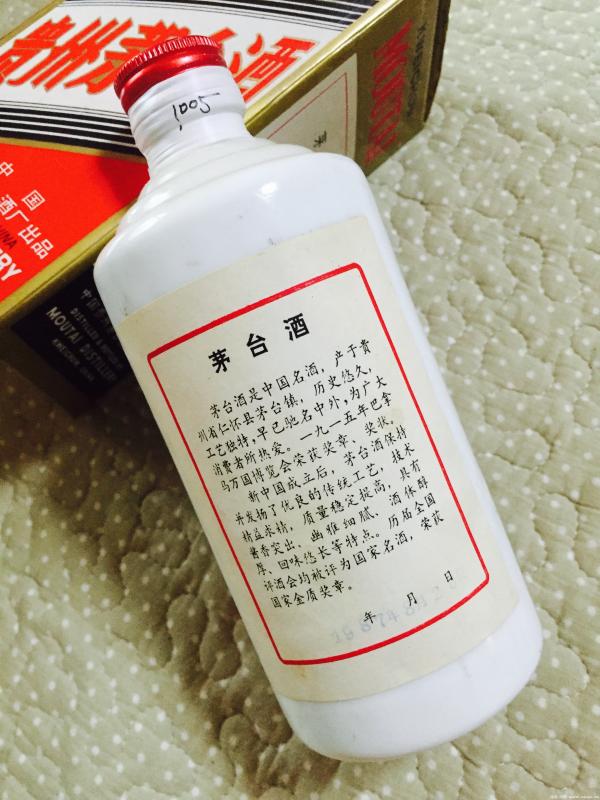 贵州茅台酒
MOUTAI
中国
酒厂出品
DISTILLED
MOUTAI DISTILLERY
1005
茅台酒
茅台酒是中国名酒，产于贵
州省仁怀县茅台镇，历史悠久，
工艺独特，早已驰名中外，为广大
消费者所热爱。一九一五年巴拿
马万国博览会荣获奖章、奖状。
新中国成立后，茅台酒保持
并发扬了优良的传统工艺，技术
精益求精，质量稳定提高，具有
酱香突出、幽雅细腻、酒体醇
厚、回味悠长等特点。历届全国
评酒会均被评为国家名酒，荣获
国家金质奖章。
年 月 日